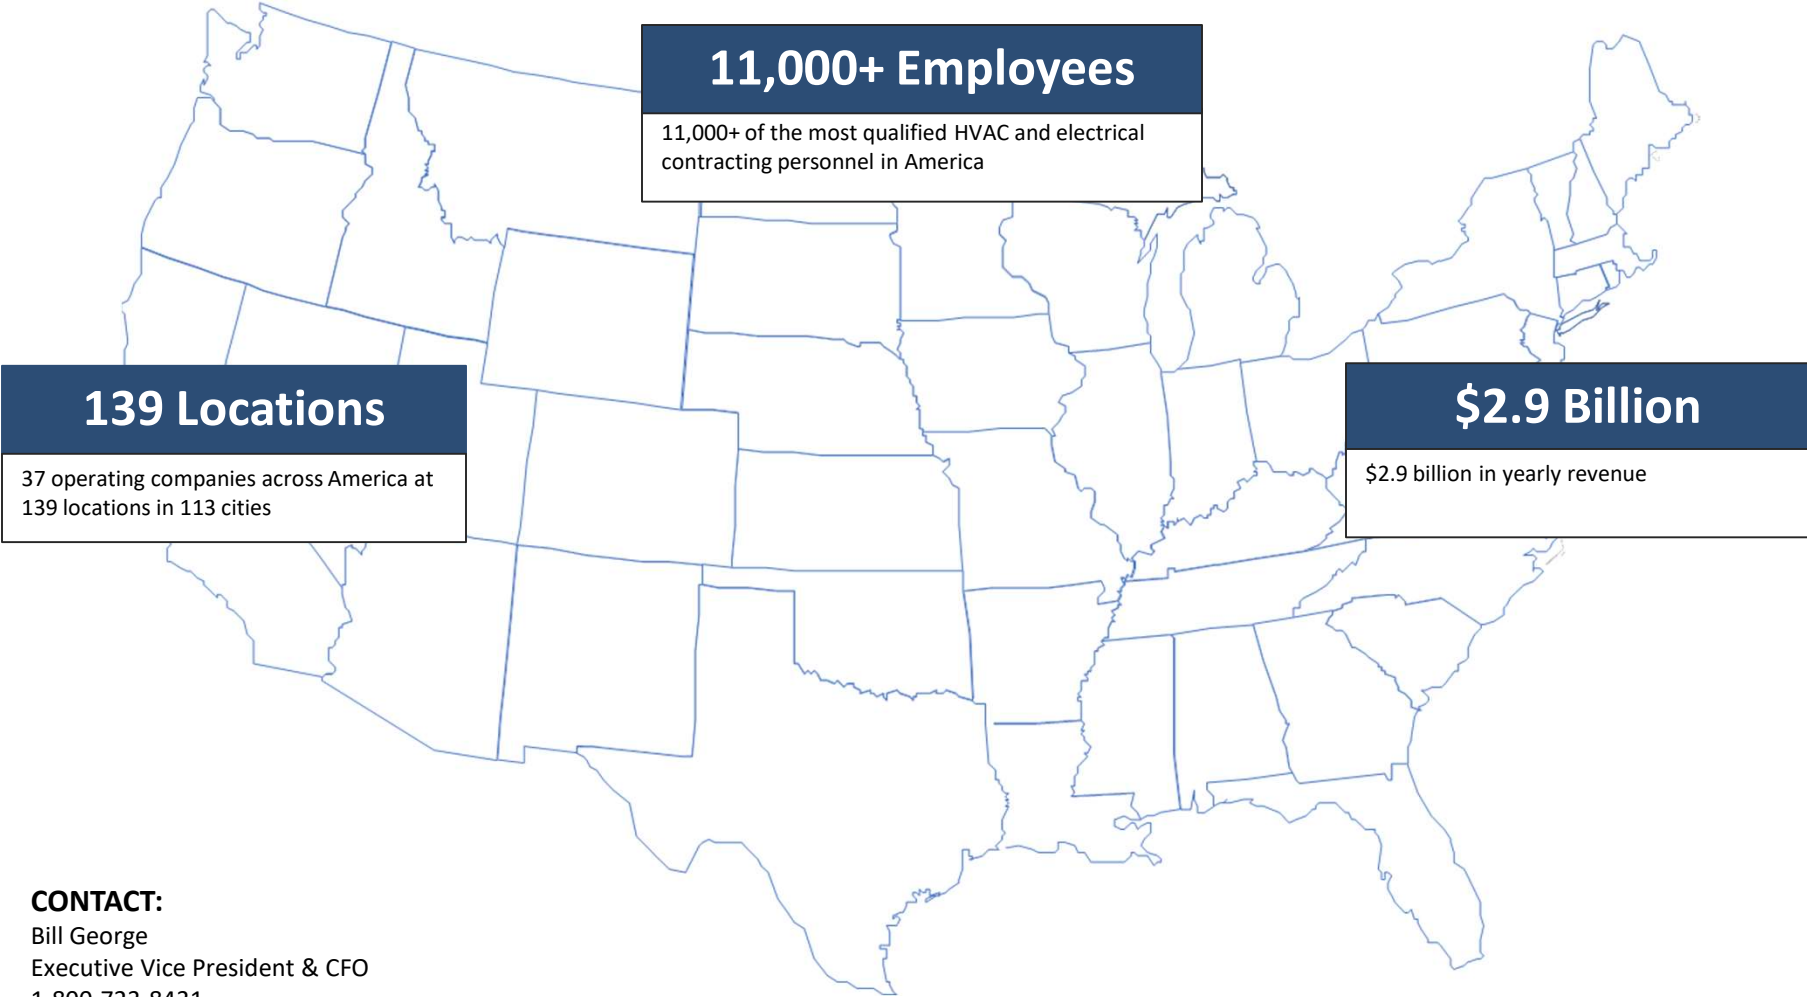 11,000+ Employees
11,000+ of the most qualified HVAC and electrical
contracting personnel in America
139 Locations
37 operating companies across America at
139 locations in 113 cities
$2.9 Billion
$2.9 billion in yearly revenue
CONTACT:
Bill George
Executive Vice President & CFO